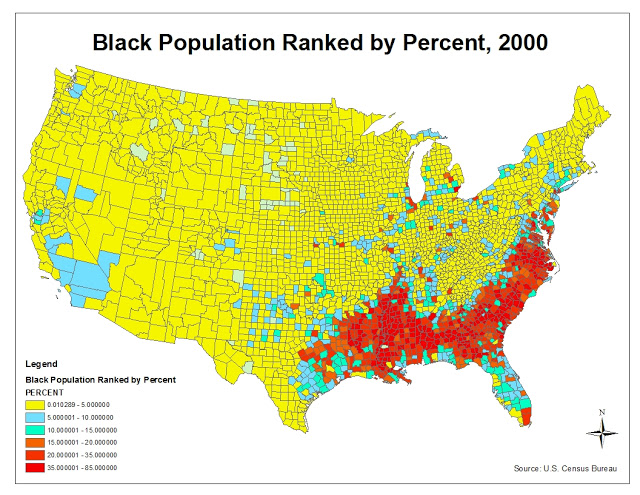 Black Population Ranked by Percent, 2000
Legend
Black Population Ranked by Percent
PERCENT
0.010289 - 5.000000
5.000001 - 10.000000
10.000001 - 15.000000
15.000001 - 20.000000
20.000001 - 35.000000
35.000001 - 85.000000
N
Source: U.S. Census Bureau